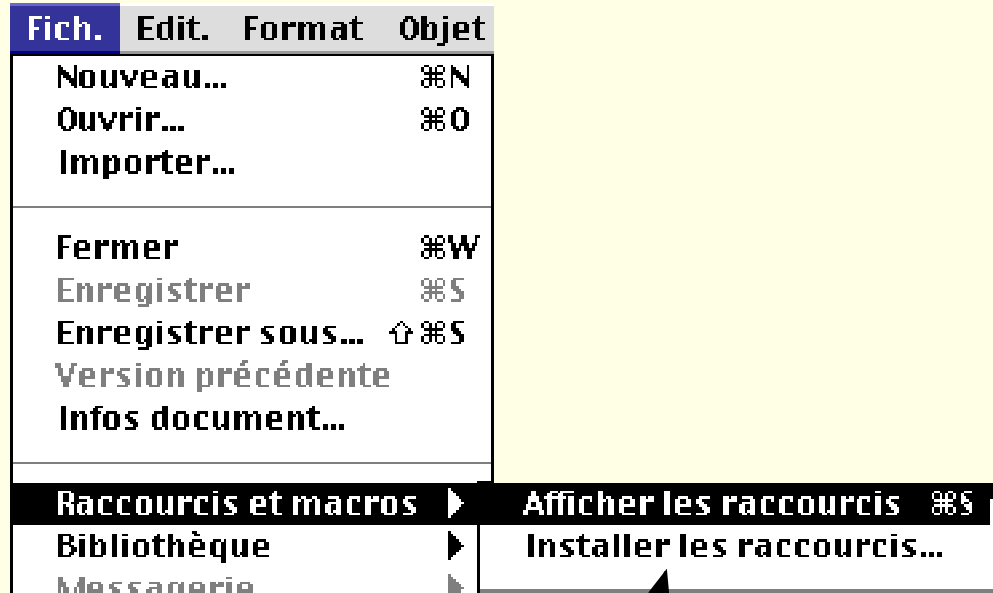 Fich. Edit. Format Objet
Nouveau... ⌘N
Ouvrir... ⌘O
Importer...
Fermer ⌘W
Enregistrer ⌘S
Enregistrer sous... ⇧⌘S
Version précédente
Infos document...
Raccourcis et macros ▶ Afficher les raccourcis ⌘S
Bibliothèque ▶ Installer les raccourcis...
Messagerie ▶